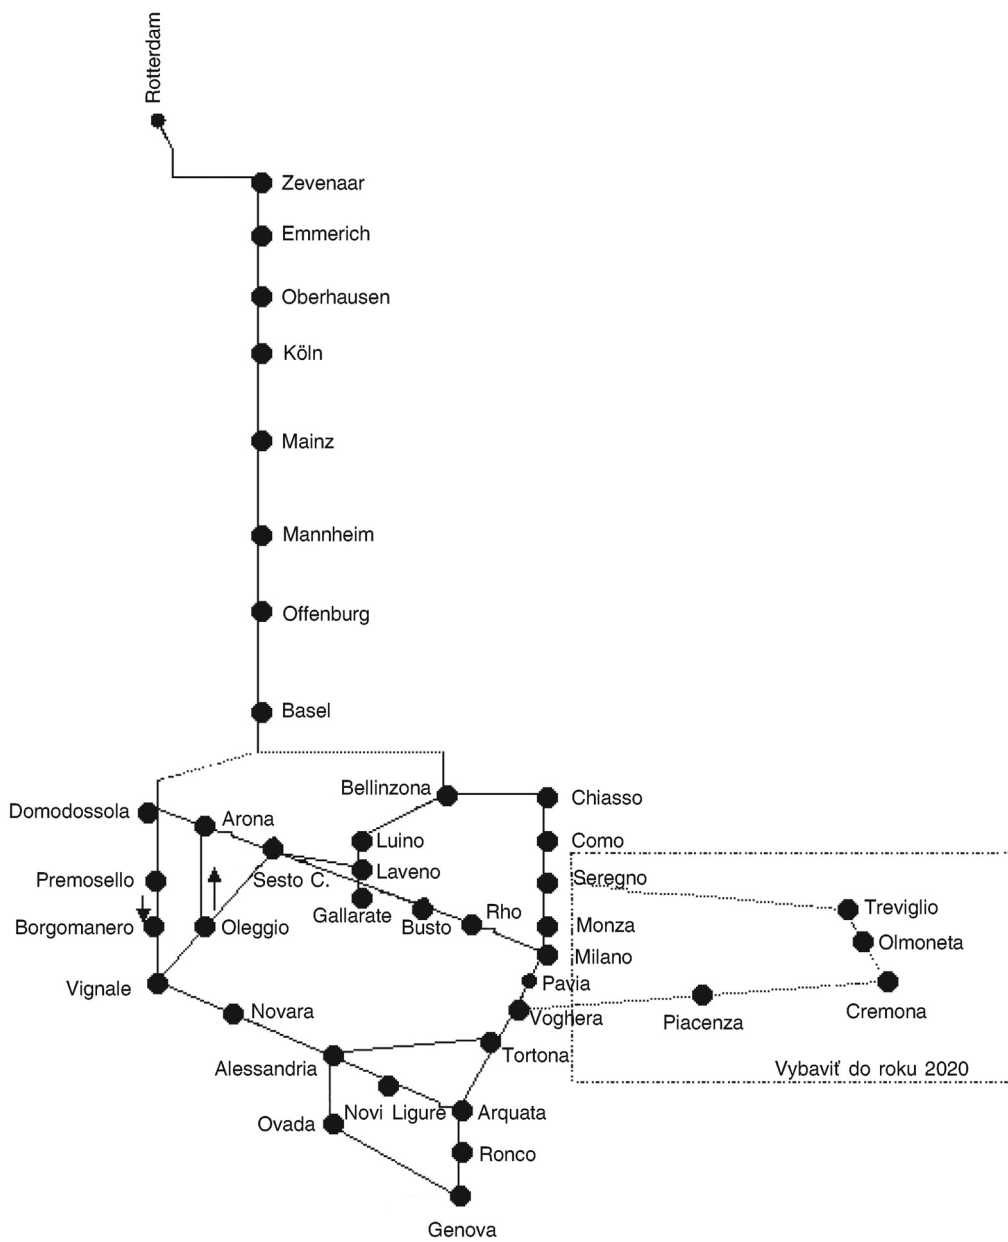 Rotterdam
Zevenaar
Emmerich
Oberhausen
Köln
Mainz
Mannheim
Offenburg
Basel
Bellinzona
Chiasso
Domodossola
Arona
Luino
Como
Premosello
Sesto C.
Laveno
Seregno
Gallarate
Treviglio
Borgomanero
Oleggio
Busto
Rho
Monza
Olmoneta
Milano
Vignale
Pavia
Novara
Voghera
Piacenza
Cremona
Alessandria
Tortona
Vybaviť do roku 2020
Ovada
Novi Ligure
Arquata
Ronco
Genova